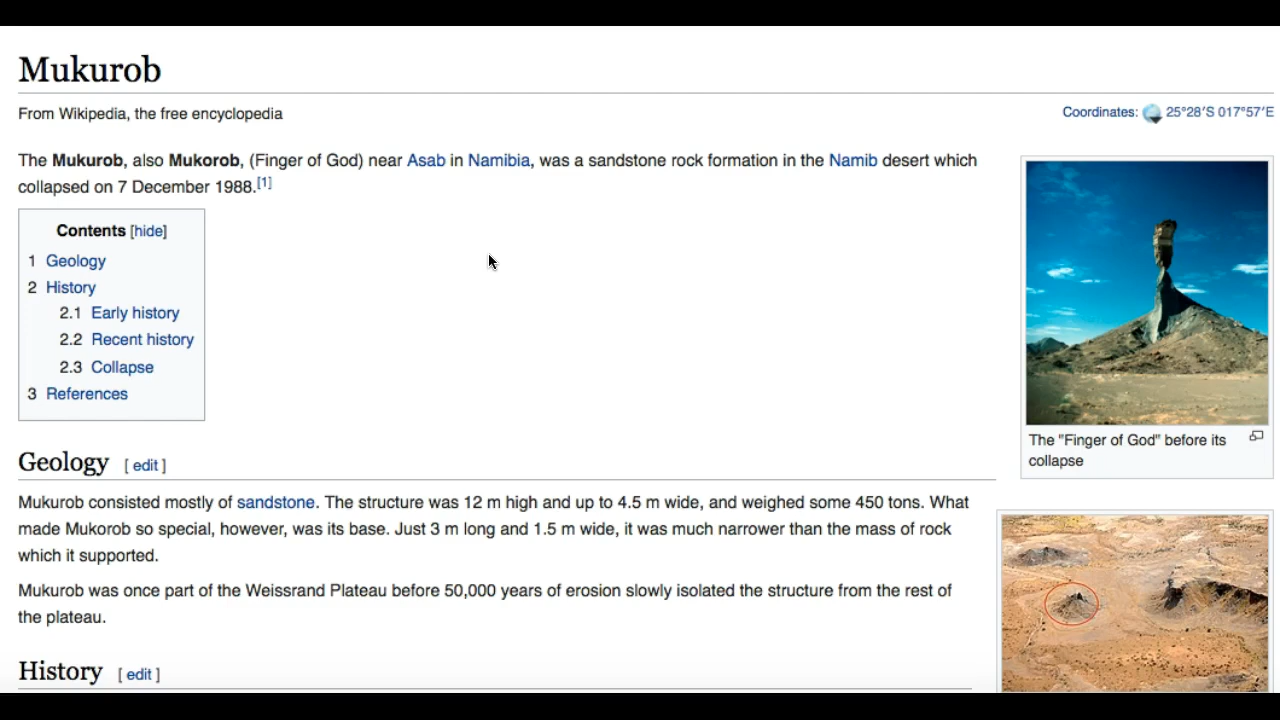 Mukurob
From Wikipedia, the free encyclopedia
Coordinates: 25°28′S 017°57′E
The Mukurob, also Mukorob, (Finger of God) near Asab in Namibia, was a sandstone rock formation in the Namib desert which
collapsed on 7 December 1988.[1]
Contents [hide]
1 Geology
2 History
2.1 Early history
2.2 Recent history
2.3 Collapse
3 References
The "Finger of God" before its
collapse
Geology [ edit ]
Mukurob consisted mostly of sandstone. The structure was 12 m high and up to 4.5 m wide, and weighed some 450 tons. What
made Mukorob so special, however, was its base. Just 3 m long and 1.5 m wide, it was much narrower than the mass of rock
which it supported.
Mukurob was once part of the Weissrand Plateau before 50,000 years of erosion slowly isolated the structure from the rest of
the plateau.
History [ edit ]